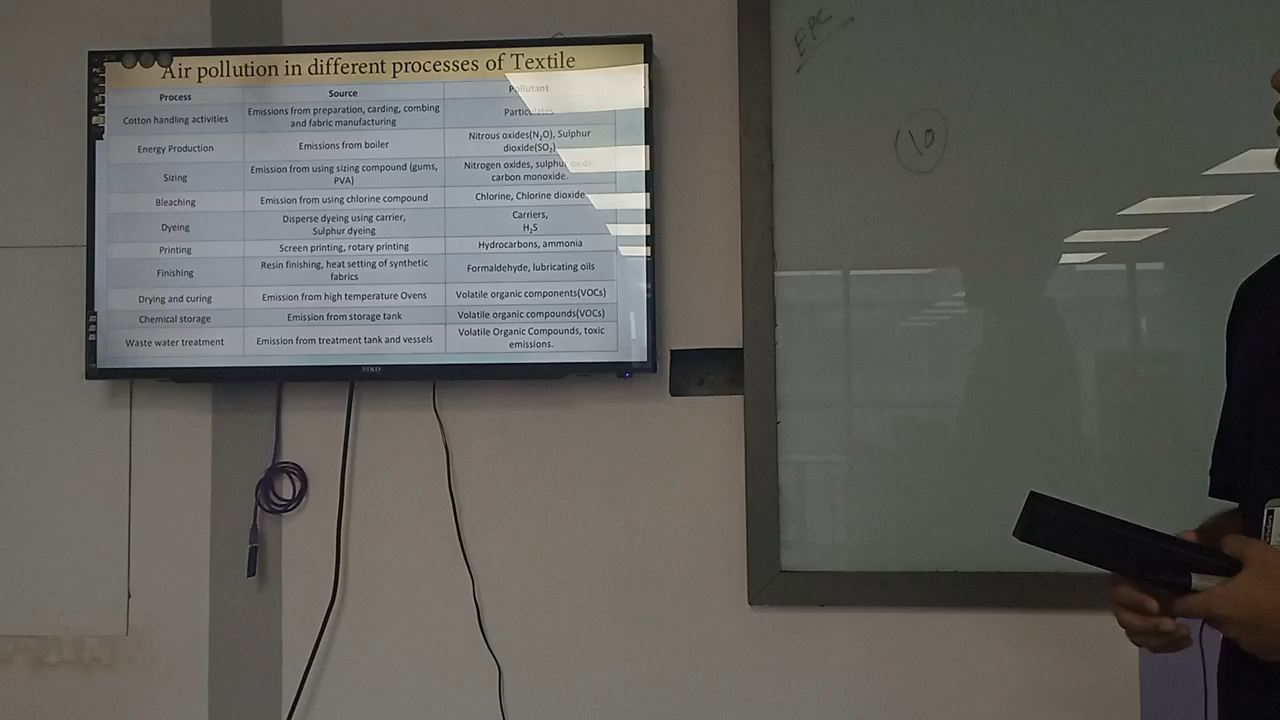 Air pollution in different processes of Textile
Process Source Pollutant
Cotton handling activities Emissions from preparation, carding, combing and fabric manufacturing Particulates
Energy Production Emissions from boiler Nitrous oxides(N₂O), Sulphur dioxide(SO₂)
Sizing Emission from using sizing compound (gums, PVA) Nitrogen oxides, sulphur oxide carbon monoxide.
Bleaching Emission from using chlorine compound Chlorine, Chlorine dioxide
Dyeing Disperse dyeing using carrier, Sulphur dyeing Carriers, H₂S
Printing Screen printing, rotary printing Hydrocarbons, ammonia
Finishing Resin finishing, heat setting of synthetic fabrics Formaldehyde, lubricating oils
Drying and curing Emission from high temperature Ovens Volatile organic components(VOCs)
Chemical storage Emission from storage tank Volatile organic compounds(VOCs)
Waste water treatment Emission from treatment tank and vessels Volatile Organic Compounds, toxic emissions.
EPC
10